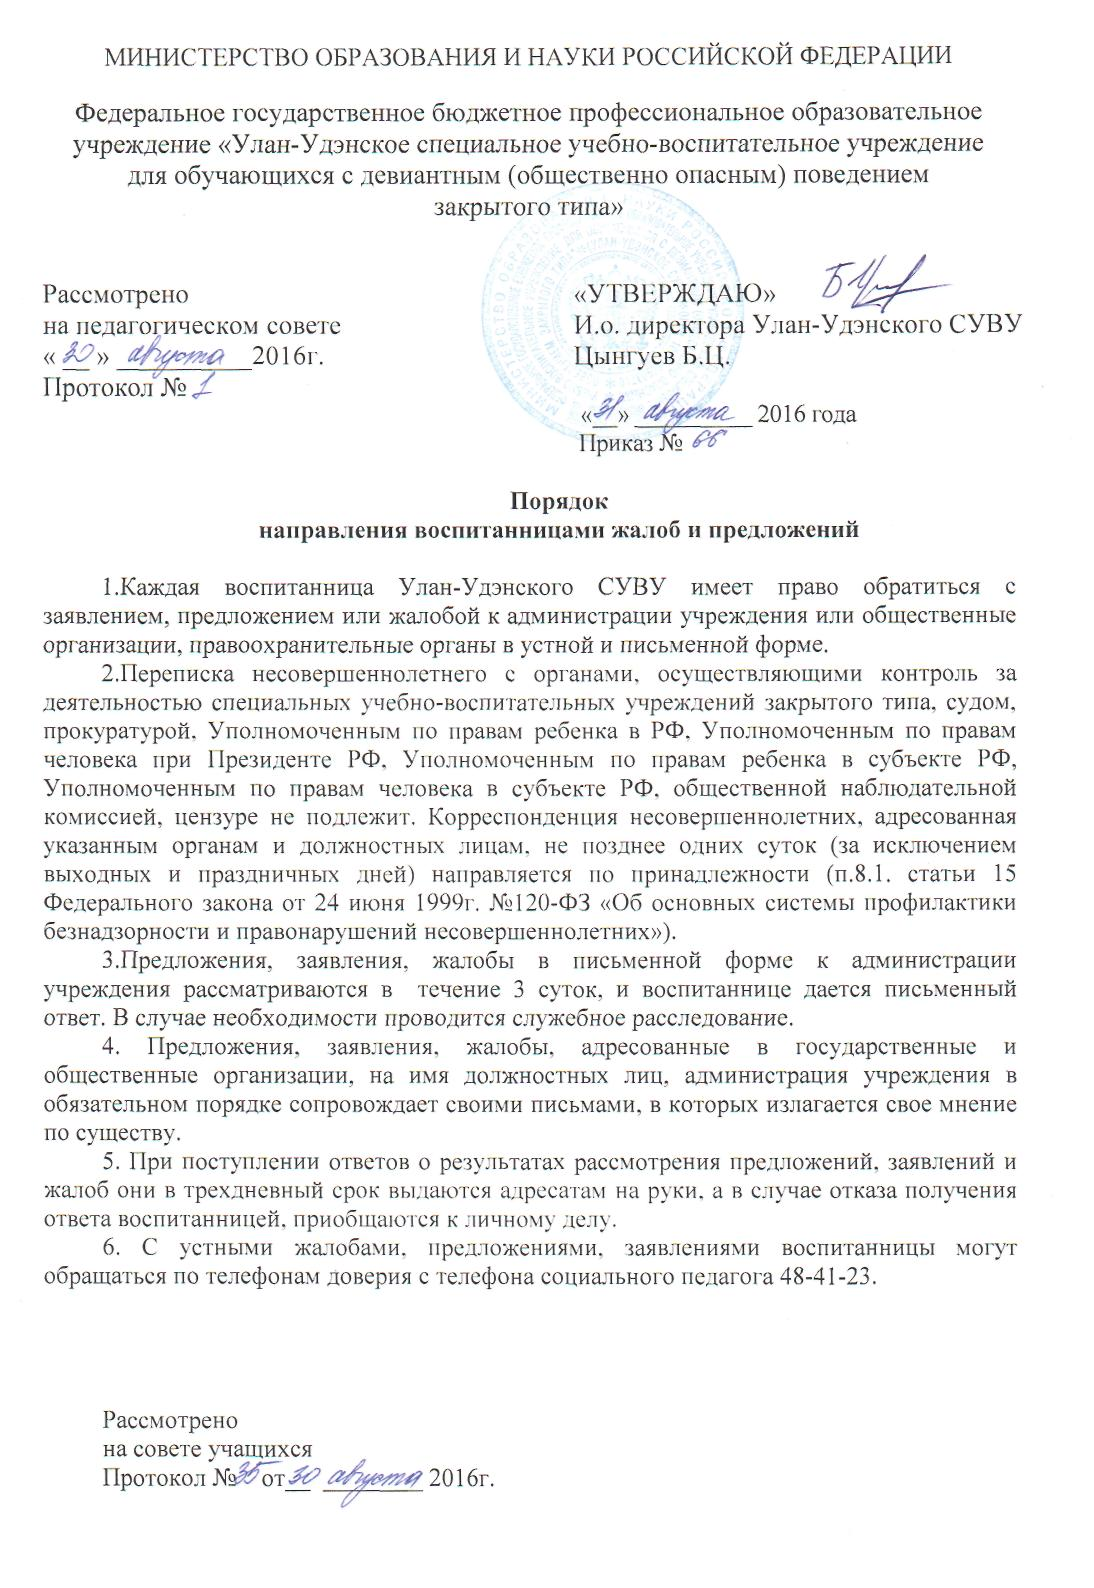 МИНИСТЕРСТВО ОБРАЗОВАНИЯ И НАУКИ РОССИЙСКОЙ ФЕДЕРАЦИИ
Федеральное государственное бюджетное профессиональное образовательное
учреждение «Улан-Удэнское специальное учебно-воспитательное учреждение
для обучающихся с девиантным (общественно опасным) поведением
закрытого типа»
Рассмотрено
на педагогическом совете
«30» августа 2016г.
Протокол № 1
«УТВЕРЖДАЮ»
И.о. директора Улан-Удэнского СУВУ
Цынгуев Б.Ц.
«31» августа 2016 года
Приказ № 66
Порядок
направления воспитанницами жалоб и предложений
1.Каждая воспитанница Улан-Удэнского СУВУ имеет право обратиться с
заявлением, предложением или жалобой к администрации учреждения или общественные
организации, правоохранительные органы в устной и письменной форме.
2.Переписка несовершеннолетнего с органами, осуществляющими контроль за
деятельностью специальных учебно-воспитательных учреждений закрытого типа, судом,
прокуратурой, Уполномоченным по правам ребенка в РФ, Уполномоченным по правам
человека при Президенте РФ, Уполномоченным по правам ребенка в субъекте РФ,
Уполномоченным по правам человека в субъекте РФ, общественной наблюдательной
комиссией, цензуре не подлежит. Корреспонденция несовершеннолетних, адресованная
указанным органам и должностных лицам, не позднее одних суток (за исключением
выходных и праздничных дней) направляется по принадлежности (п.8.1. статьи 15
Федерального закона от 24 июня 1999г. №120-ФЗ «Об основных системы профилактики
безнадзорности и правонарушений несовершеннолетних»).
3.Предложения, заявления, жалобы в письменной форме к администрации
учреждения рассматриваются в течение 3 суток, и воспитаннице дается письменный
ответ. В случае необходимости проводится служебное расследование.
4. Предложения, заявления, жалобы, адресованные в государственные и
общественные организации, на имя должностных лиц, администрация учреждения в
обязательном порядке сопровождает своими письмами, в которых излагается свое мнение
по существу.
5. При поступлении ответов о результатах рассмотрения предложений, заявлений и
жалоб они в трехдневный срок выдаются адресатам на руки, а в случае отказа получения
ответа воспитанницей, приобщаются к личному делу.
6. С устными жалобами, предложениями, заявлениями воспитанницы могут
обращаться по телефонам доверия с телефона социального педагога 48-41-23.
Рассмотрено
на совете учащихся
Протокол №35 от 30 августа 2016г.